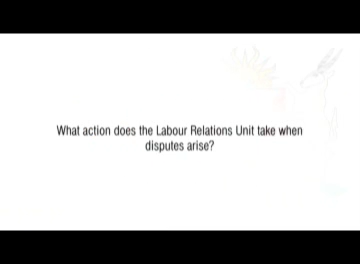 What action does the Labour Relations Unit take when
disputes arise?